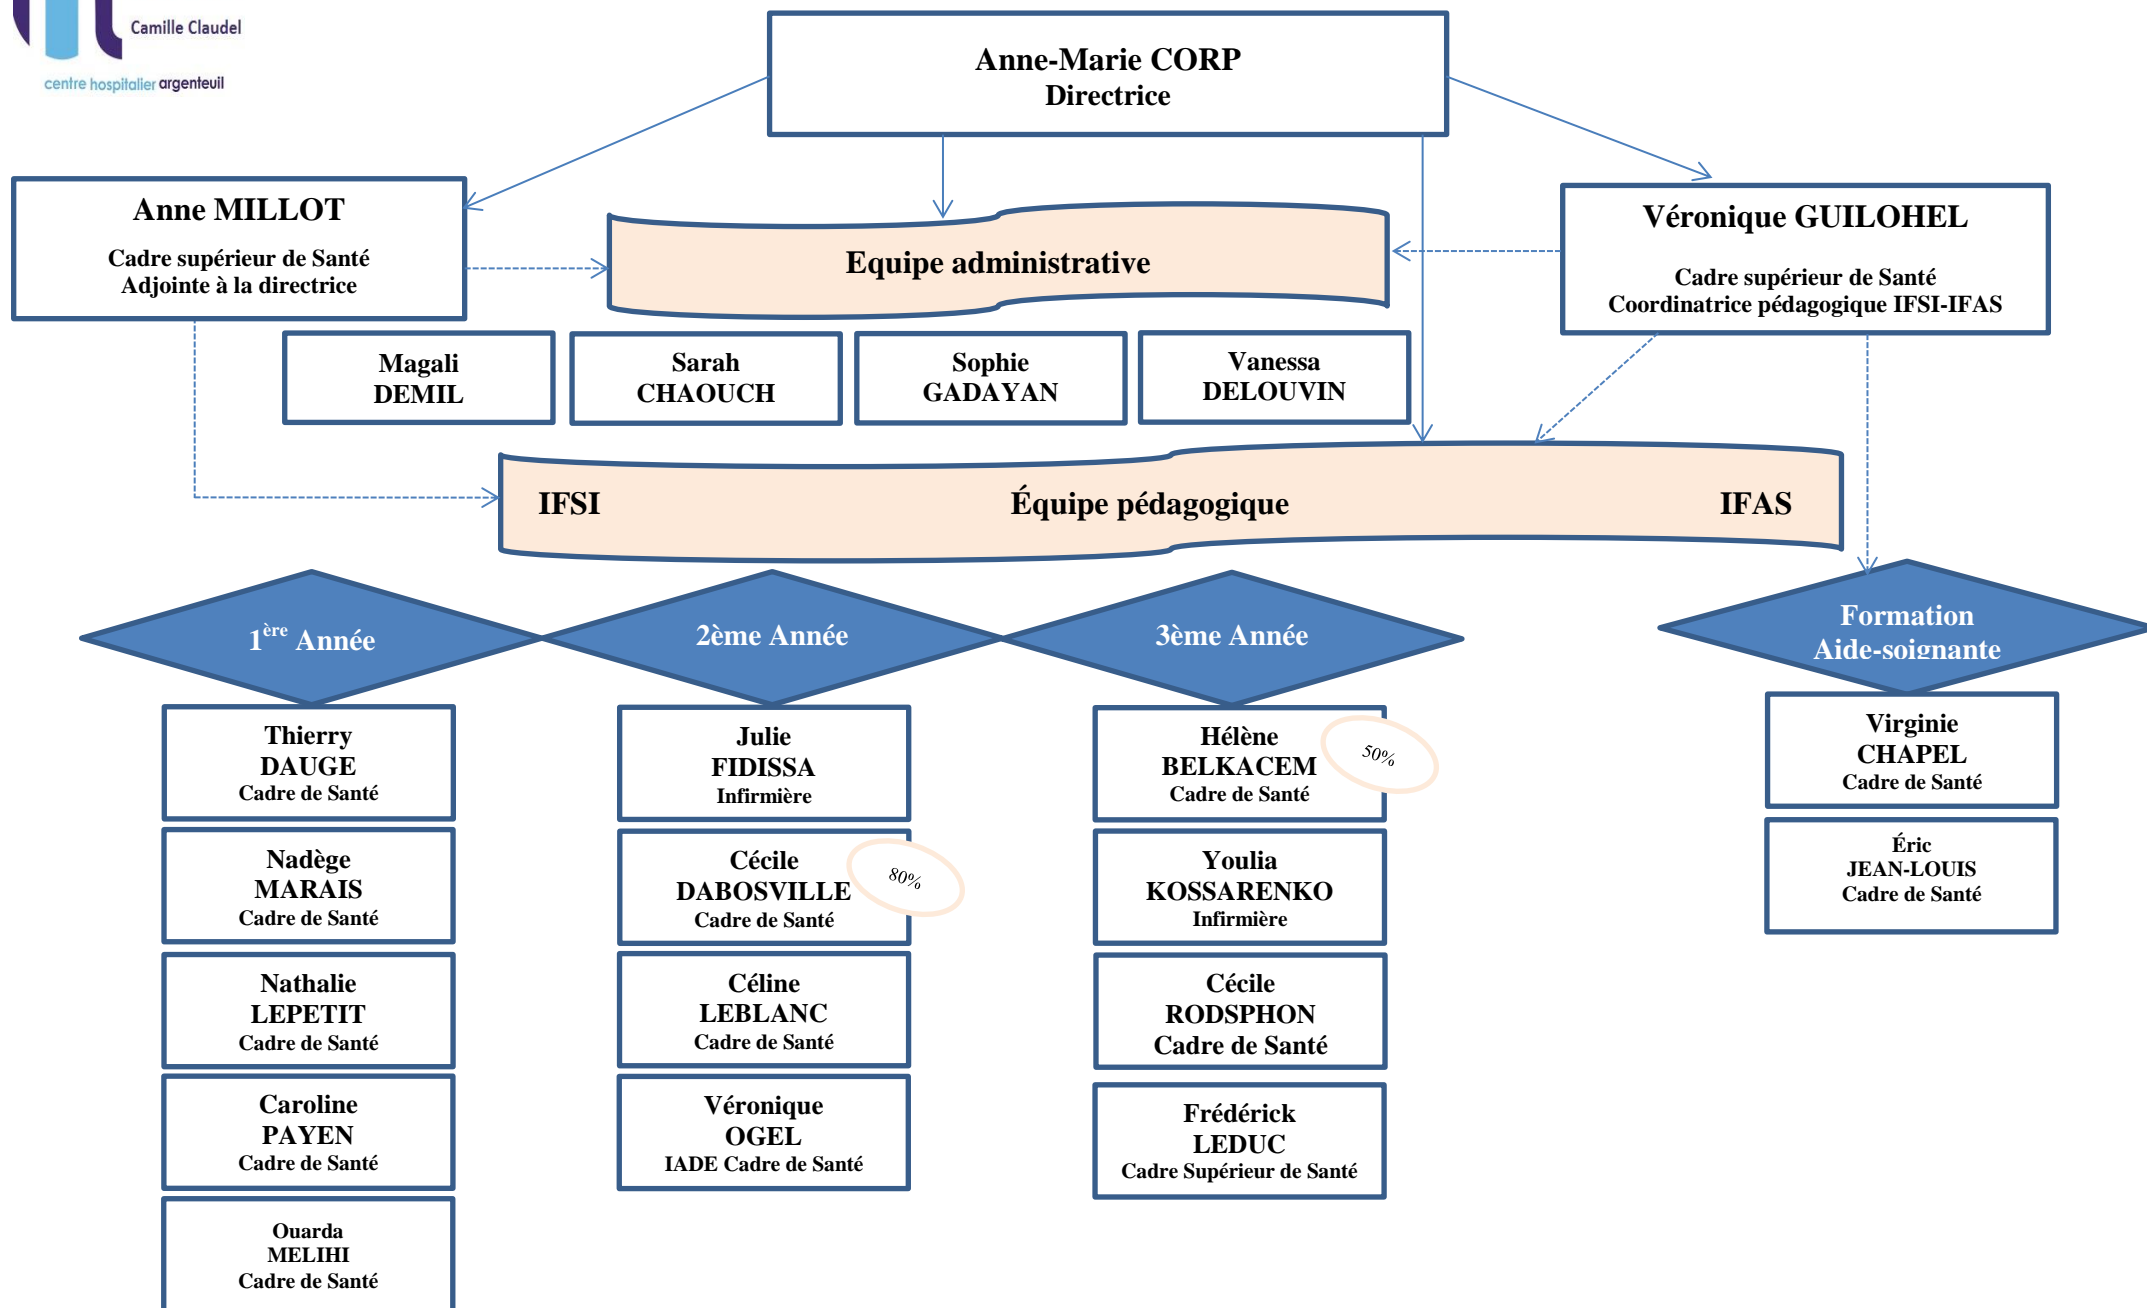 Camille Claudel
centre hospitalier argenteuil
Anne-Marie CORP
Directrice
Anne MILLOT
Cadre supérieur de Santé
Adjointe à la directrice
Equipe administrative
Véronique GUILOHEL
Cadre supérieur de Santé
Coordinatrice pédagogique IFSI-IFAS
Magali
DEMIL
Sarah
CHAOUCH
Sophie
GADAYAN
Vanessa
DELOUVIN
IFSI Équipe pédagogique IFAS
1ère Année
2ème Année
3ème Année
Formation
Aide-soignante
Thierry
DAUGE
Cadre de Santé
Nadège
MARAIS
Cadre de Santé
Nathalie
LEPETIT
Cadre de Santé
Caroline
PAYEN
Cadre de Santé
Ouarda
MELIHI
Cadre de Santé
Julie
FIDISSA
Infirmière
Cécile
DABOSVILLE
Cadre de Santé
80%
Céline
LEBLANC
Cadre de Santé
Véronique
OGEL
IADE Cadre de Santé
Hélène
BELKACEM
Cadre de Santé
50%
Youlia
KOSSARENKO
Infirmière
Cécile
RODSPHON
Cadre de Santé
Frédérick
LEDUC
Cadre Supérieur de Santé
Virginie
CHAPEL
Cadre de Santé
Éric
JEAN-LOUIS
Cadre de Santé